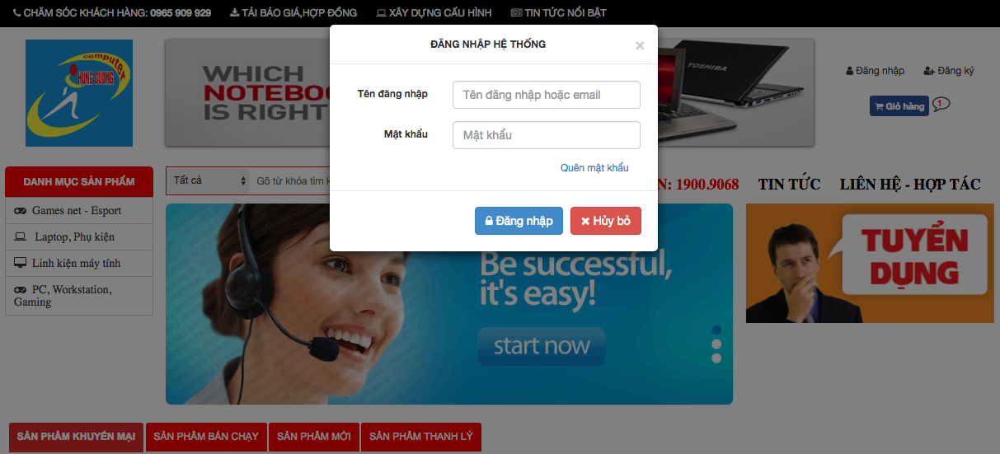 CHĂM SÓC KHÁCH HÀNG: 0965 909 929 TẢI BÁO GIÁ,HỢP ĐỒNG XÂY DỰNG CẤU HÌNH TIN TỨC NỔI BẬT
ĐĂNG NHẬP HỆ THỐNG ×
computer
HUNG CUONG
WHICH
NOTEBOO
IS RIGHT
TOSHIBA
Đăng nhập Đăng ký
Giỏ hàng 1
Tên đăng nhập Tên đăng nhập hoặc email
Mật khẩu Mật khẩu
Quên mật khẩu
Đăng nhập Hủy bỏ
DANH MỤC SẢN PHẨM
Games net - Esport
Laptop, Phụ kiện
Linh kiện máy tính
PC, Workstation,
Gaming
Tất cả Gõ từ khóa tìm k
N: 1900.9068 TIN TỨC LIÊN HỆ - HỢP TÁC
Be successful,
it's easy!
start now
TUYỂN
DỤNG
SẢN PHẨM KHUYẾN MẠI SẢN PHẨM BÁN CHẠY SẢN PHẨM MỚI SẢN PHẨM THANH LÝ